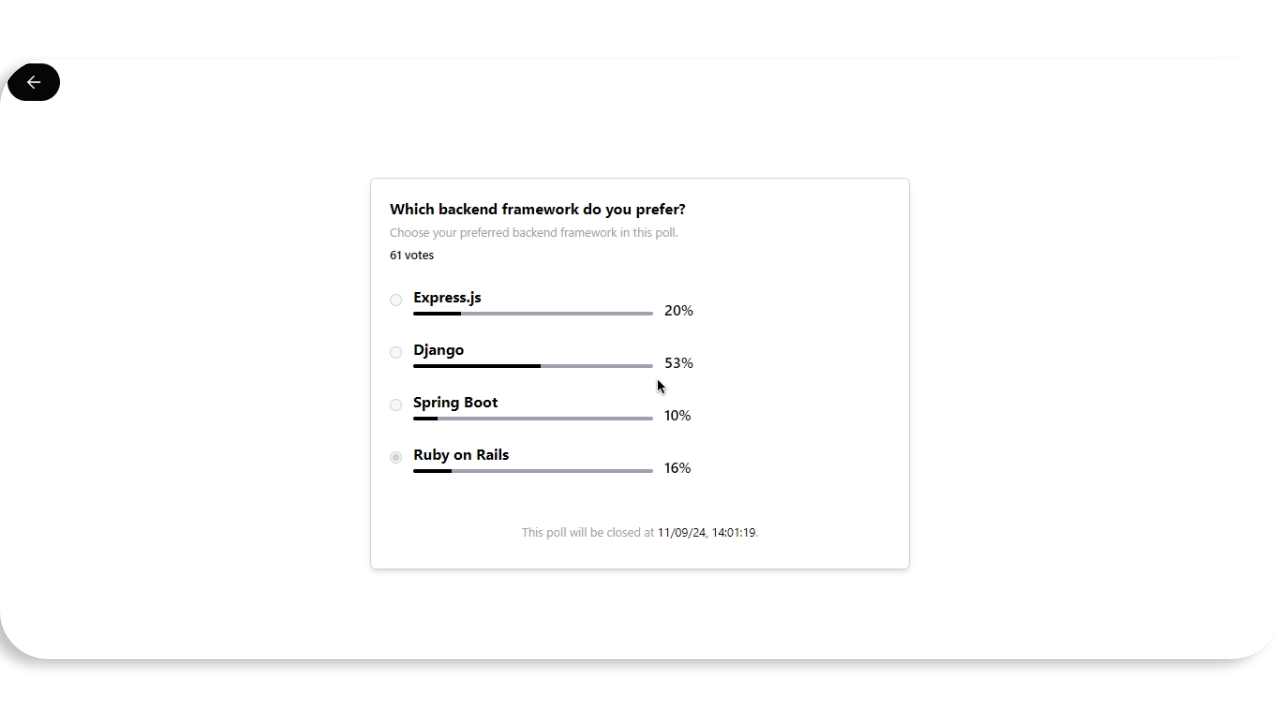 Which backend framework do you prefer?
Choose your preferred backend framework in this poll.
61 votes
Express.js
20%
Django
53%
Spring Boot
10%
Ruby on Rails
16%
This poll will be closed at 11/09/24, 14:01:19.